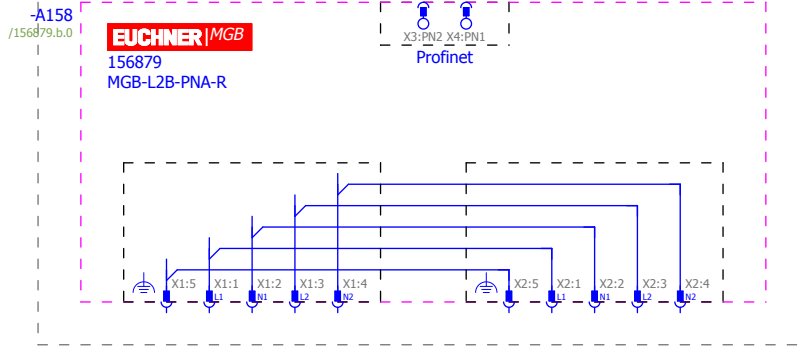 -A158
/156879.b.0
EUCHNER MGB
156879
MGB-L2B-PNA-R
X3:PN2 X4:PN1
Profinet
X1:5 X1:1 X1:2 X1:3 X1:4 X2:5 X2:1 X2:2 X2:3 X2:4
L1 N1 L2 N2 L1 N1 L2 N2